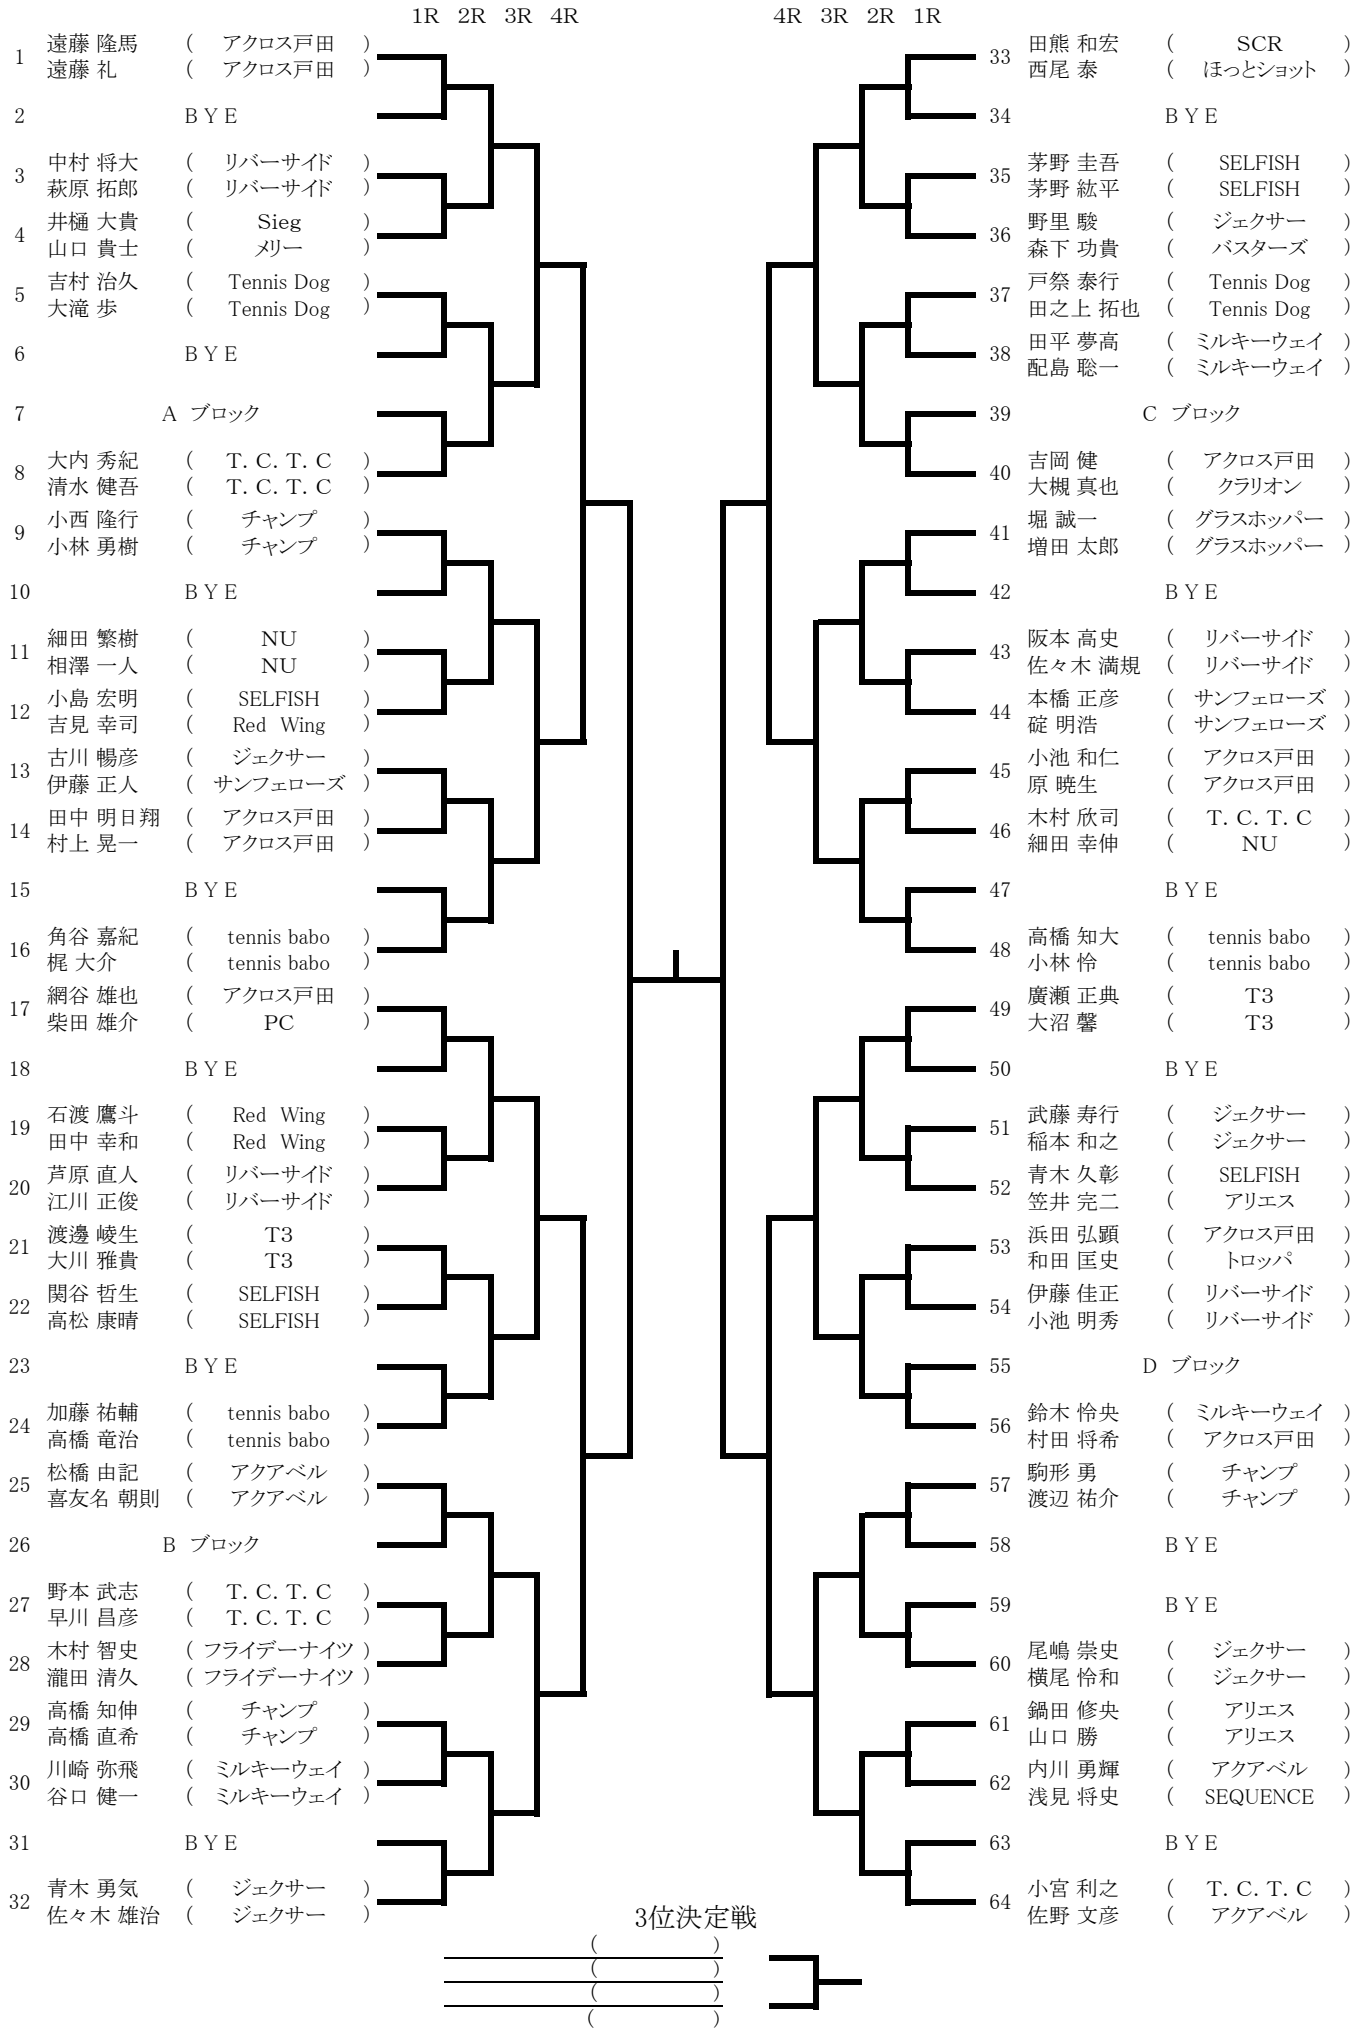 1R 2R 3R 4R
4R 3R 2R 1R
1 遠藤 隆馬 ( アクロス戸田 )
遠藤 礼 ( アクロス戸田 )
2 B Y E
3 中村 将大 ( リバーサイド )
萩原 拓郎 ( リバーサイド )
4 井樋 大貴 ( Sieg )
山口 貴士 ( メリー )
5 吉村 治久 ( Tennis Dog )
大滝 歩 ( Tennis Dog )
6 B Y E
7 A ブロック
8 大内 秀紀 ( T. C. T. C )
清水 健吾 ( T. C. T. C )
9 小西 隆行 ( チャンプ )
小林 勇樹 ( チャンプ )
10 B Y E
11 細田 繁樹 ( NU )
相澤 一人 ( NU )
12 小島 宏明 ( SELFISH )
吉見 幸司 ( Red Wing )
13 古川 暢彦 ( ジェクサー )
伊藤 正人 ( サンフェローズ )
14 田中 明日翔 ( アクロス戸田 )
村上 晃一 ( アクロス戸田 )
15 B Y E
16 角谷 嘉紀 ( tennis babo )
梶 大介 ( tennis babo )
17 網谷 雄也 ( アクロス戸田 )
柴田 雄介 ( PC )
18 B Y E
19 石渡 鷹斗 ( Red Wing )
田中 幸和 ( Red Wing )
20 芦原 直人 ( リバーサイド )
江川 正俊 ( リバーサイド )
21 渡邊 崚生 ( T3 )
大川 雅貴 ( T3 )
22 関谷 哲生 ( SELFISH )
高松 康晴 ( SELFISH )
23 B Y E
24 加藤 祐輔 ( tennis babo )
高橋 竜治 ( tennis babo )
25 松橋 由記 ( アクアベル )
喜友名 朝則 ( アクアベル )
26 B ブロック
27 野本 武志 ( T. C. T. C )
早川 昌彦 ( T. C. T. C )
28 木村 智史 ( フライデーナイツ )
瀧田 清久 ( フライデーナイツ )
29 高橋 知伸 ( チャンプ )
高橋 直希 ( チャンプ )
30 川崎 弥飛 ( ミルキーウェイ )
谷口 健一 ( ミルキーウェイ )
31 B Y E
32 青木 勇気 ( ジェクサー )
佐々木 雄治 ( ジェクサー )
33 田熊 和宏 ( SCR )
西尾 泰 ( ほっとショット )
34 B Y E
35 茅野 圭吾 ( SELFISH )
茅野 紘平 ( SELFISH )
36 野里 駿 ( ジェクサー )
森下 功貴 ( バスターズ )
37 戸祭 泰行 ( Tennis Dog )
田之上 拓也 ( Tennis Dog )
38 田平 夢高 ( ミルキーウェイ )
配島 聡一 ( ミルキーウェイ )
39 C ブロック
40 吉岡 健 ( アクロス戸田 )
大槻 真也 ( クラリオン )
41 堀 誠一 ( グラスホッパー )
増田 太郎 ( グラスホッパー )
42 B Y E
43 阪本 高史 ( リバーサイド )
佐々木 満規 ( リバーサイド )
44 本橋 正彦 ( サンフェローズ )
碇 明浩 ( サンフェローズ )
45 小池 和仁 ( アクロス戸田 )
原 暁生 ( アクロス戸田 )
46 木村 欣司 ( T. C. T. C )
細田 幸伸 ( NU )
47 B Y E
48 高橋 知大 ( tennis babo )
小林 怜 ( tennis babo )
49 廣瀬 正典 ( T3 )
大沼 馨 ( T3 )
50 B Y E
51 武藤 寿行 ( ジェクサー )
稲本 和之 ( ジェクサー )
52 青木 久彰 ( SELFISH )
笠井 完二 ( アリエス )
53 浜田 弘顕 ( アクロス戸田 )
和田 匡史 ( トロッパ )
54 伊藤 佳正 ( リバーサイド )
小池 明秀 ( リバーサイド )
55 D ブロック
56 鈴木 怜央 ( ミルキーウェイ )
村田 将希 ( アクロス戸田 )
57 駒形 勇 ( チャンプ )
渡辺 祐介 ( チャンプ )
58 B Y E
59 B Y E
60 尾嶋 崇史 ( ジェクサー )
横尾 怜和 ( ジェクサー )
61 鍋田 修央 ( アリエス )
山口 勝 ( アリエス )
62 内川 勇輝 ( アクアベル )
浅見 将史 ( SEQUENCE )
63 B Y E
64 小宮 利之 ( T. C. T. C )
佐野 文彦 ( アクアベル )
3位決定戦
( )
( )
( )
( )